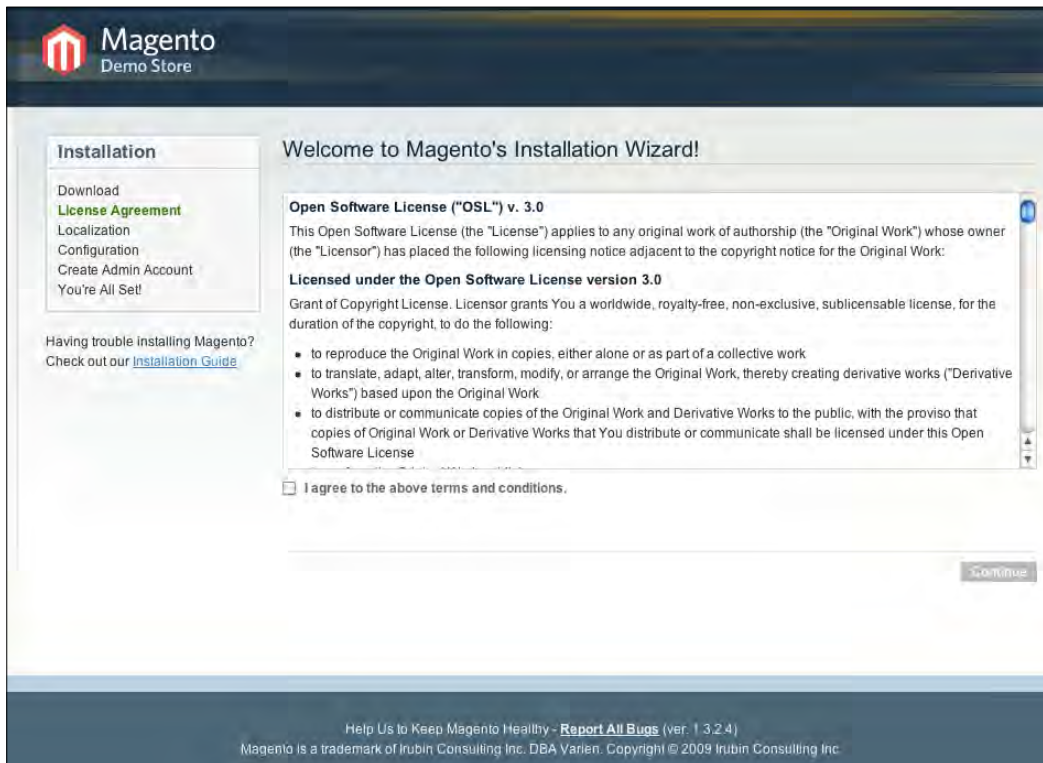 Magento
Demo Store
Installation
Download
License Agreement
Localization
Configuration
Create Admin Account
You're All Set!
Having trouble installing Magento?
Check out our Installation Guide
Welcome to Magento's Installation Wizard!
Open Software License ("OSL") v. 3.0
This Open Software License (the "License") applies to any original work of authorship (the "Original Work") whose owner
(the "Licensor") has placed the following licensing notice adjacent to the copyright notice for the Original Work:
Licensed under the Open Software License version 3.0
Grant of Copyright License. Licensor grants You a worldwide, royalty-free, non-exclusive, sublicensable license, for the
duration of the copyright, to do the following:
• to reproduce the Original Work in copies, either alone or as part of a collective work
• to translate, adapt, alter, transform, modify, or arrange the Original Work, thereby creating derivative works ("Derivative
Works") based upon the Original Work
• to distribute or communicate copies of the Original Work and Derivative Works to the public, with the proviso that
copies of Original Work or Derivative Works that You distribute or communicate shall be licensed under this Open
Software License
I agree to the above terms and conditions.
Continue
Help Us to Keep Magento Healthy - Report All Bugs (ver. 1.3.2.4)
Magento is a trademark of Irubin Consulting Inc. DBA Varien. Copyright © 2009 Irubin Consulting Inc.